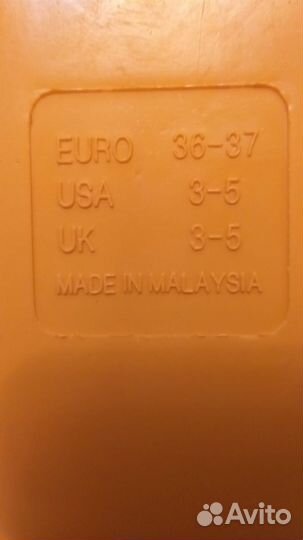 EURO 36-37
USA 3-5
UK 3-5
MADE IN MALAYSIA
Avito